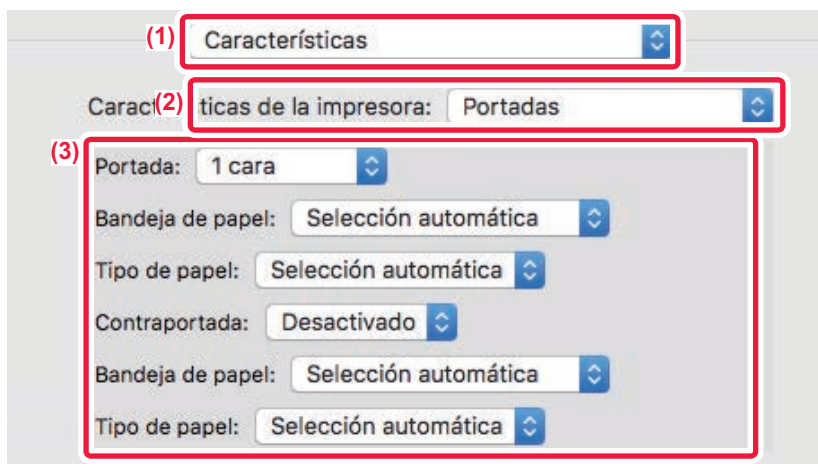 (1) Características
Caract(2) ticas de la impresora: Portadas
(3)
Portada: 1 cara
Bandeja de papel: Selección automática
Tipo de papel: Selección automática
Contraportada: Desactivado
Bandeja de papel: Selección automática
Tipo de papel: Selección automática